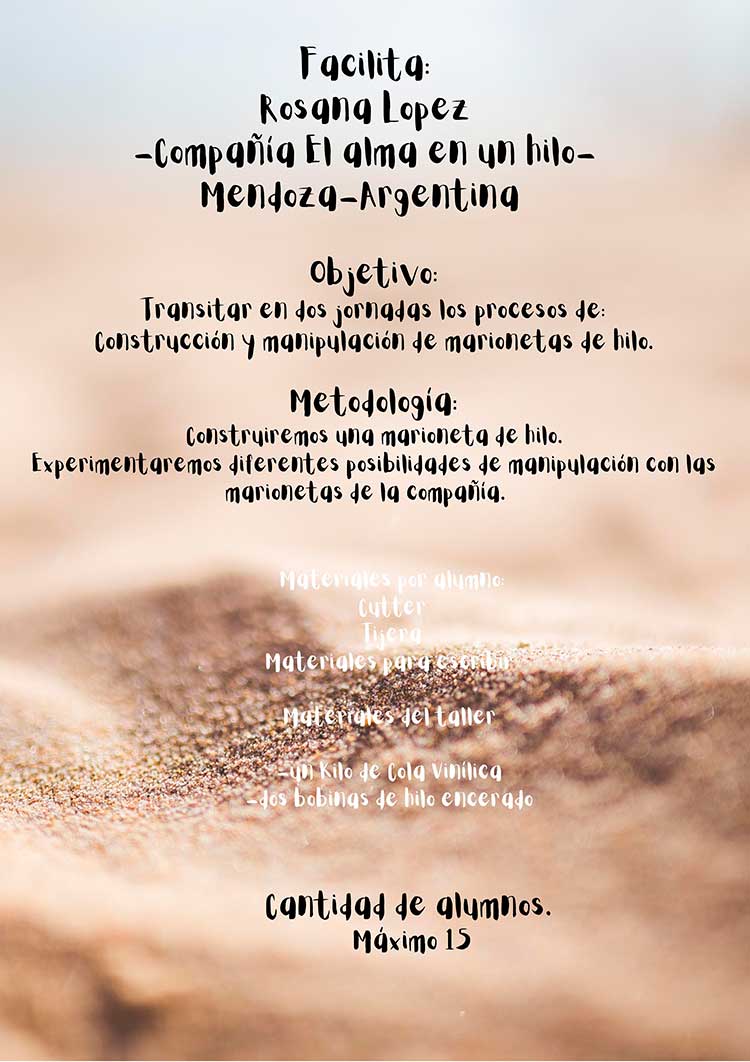 Facilita:
Rosana Lopez
-Compañía El alma en un hilo-
Mendoza-Argentina
Objetivo:
Transitar en dos jornadas los procesos de:
Construcción y manipulación de marionetas de hilo.
Metodología:
Construiremos una marioneta de hilo.
Experimentaremos diferentes posibilidades de manipulación con las
marionetas de la compañía.
Materiales por alumno:
Cutter
Tijera
Materiales para escribir
Materiales del taller
-un Kilo de Cola Vinílica
-dos bobinas de hilo encerado
Cantidad de alumnos.
Máximo 15